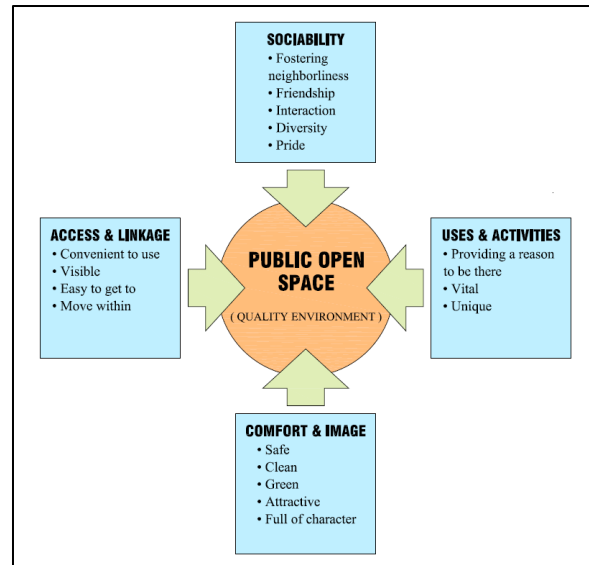 SOCIABILITY
• Fostering
neighborliness
• Friendship
• Interaction
• Diversity
• Pride
ACCESS & LINKAGE
• Convenient to use
• Visible
• Easy to get to
• Move within
PUBLIC OPEN
SPACE
( QUALITY ENVIRONMENT )
USES & ACTIVITIES
• Providing a reason
to be there
• Vital
• Unique
COMFORT & IMAGE
• Safe
• Clean
• Green
• Attractive
• Full of character